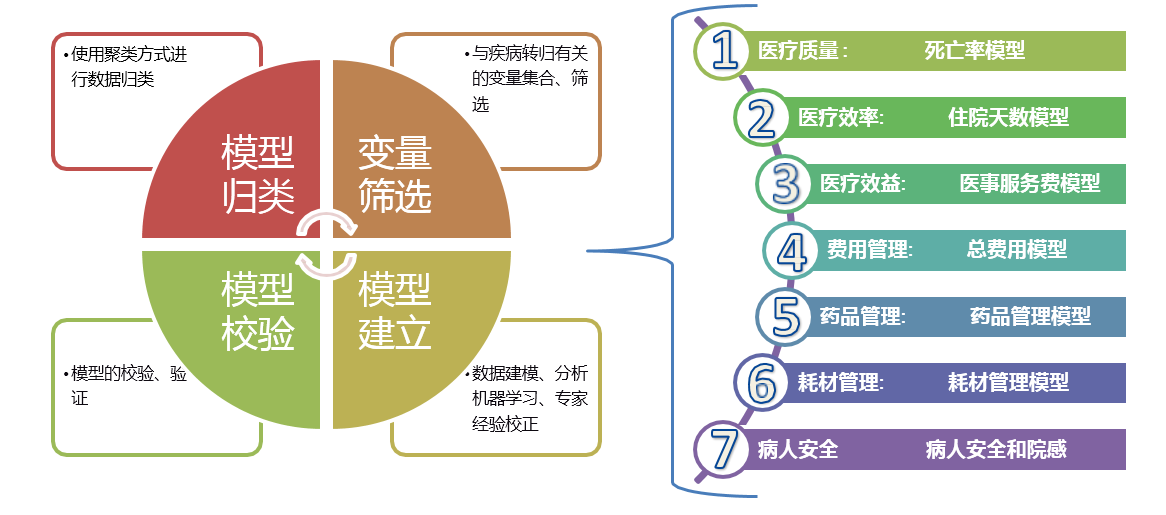 •使用聚类方式进
行数据归类
•与疾病转归有关
的变量集合、筛
选
模型
归类
变量
筛选
模型
校验
模型
建立
•模型的校验、验
证
•数据建模、分析
机器学习、专家
经验校正
1 医疗质量： 死亡率模型
2 医疗效率: 住院天数模型
3 医疗效益: 医事服务费模型
4 费用管理: 总费用模型
5 药品管理: 药品管理模型
6 耗材管理: 耗材管理模型
7 病人安全 病人安全和院感